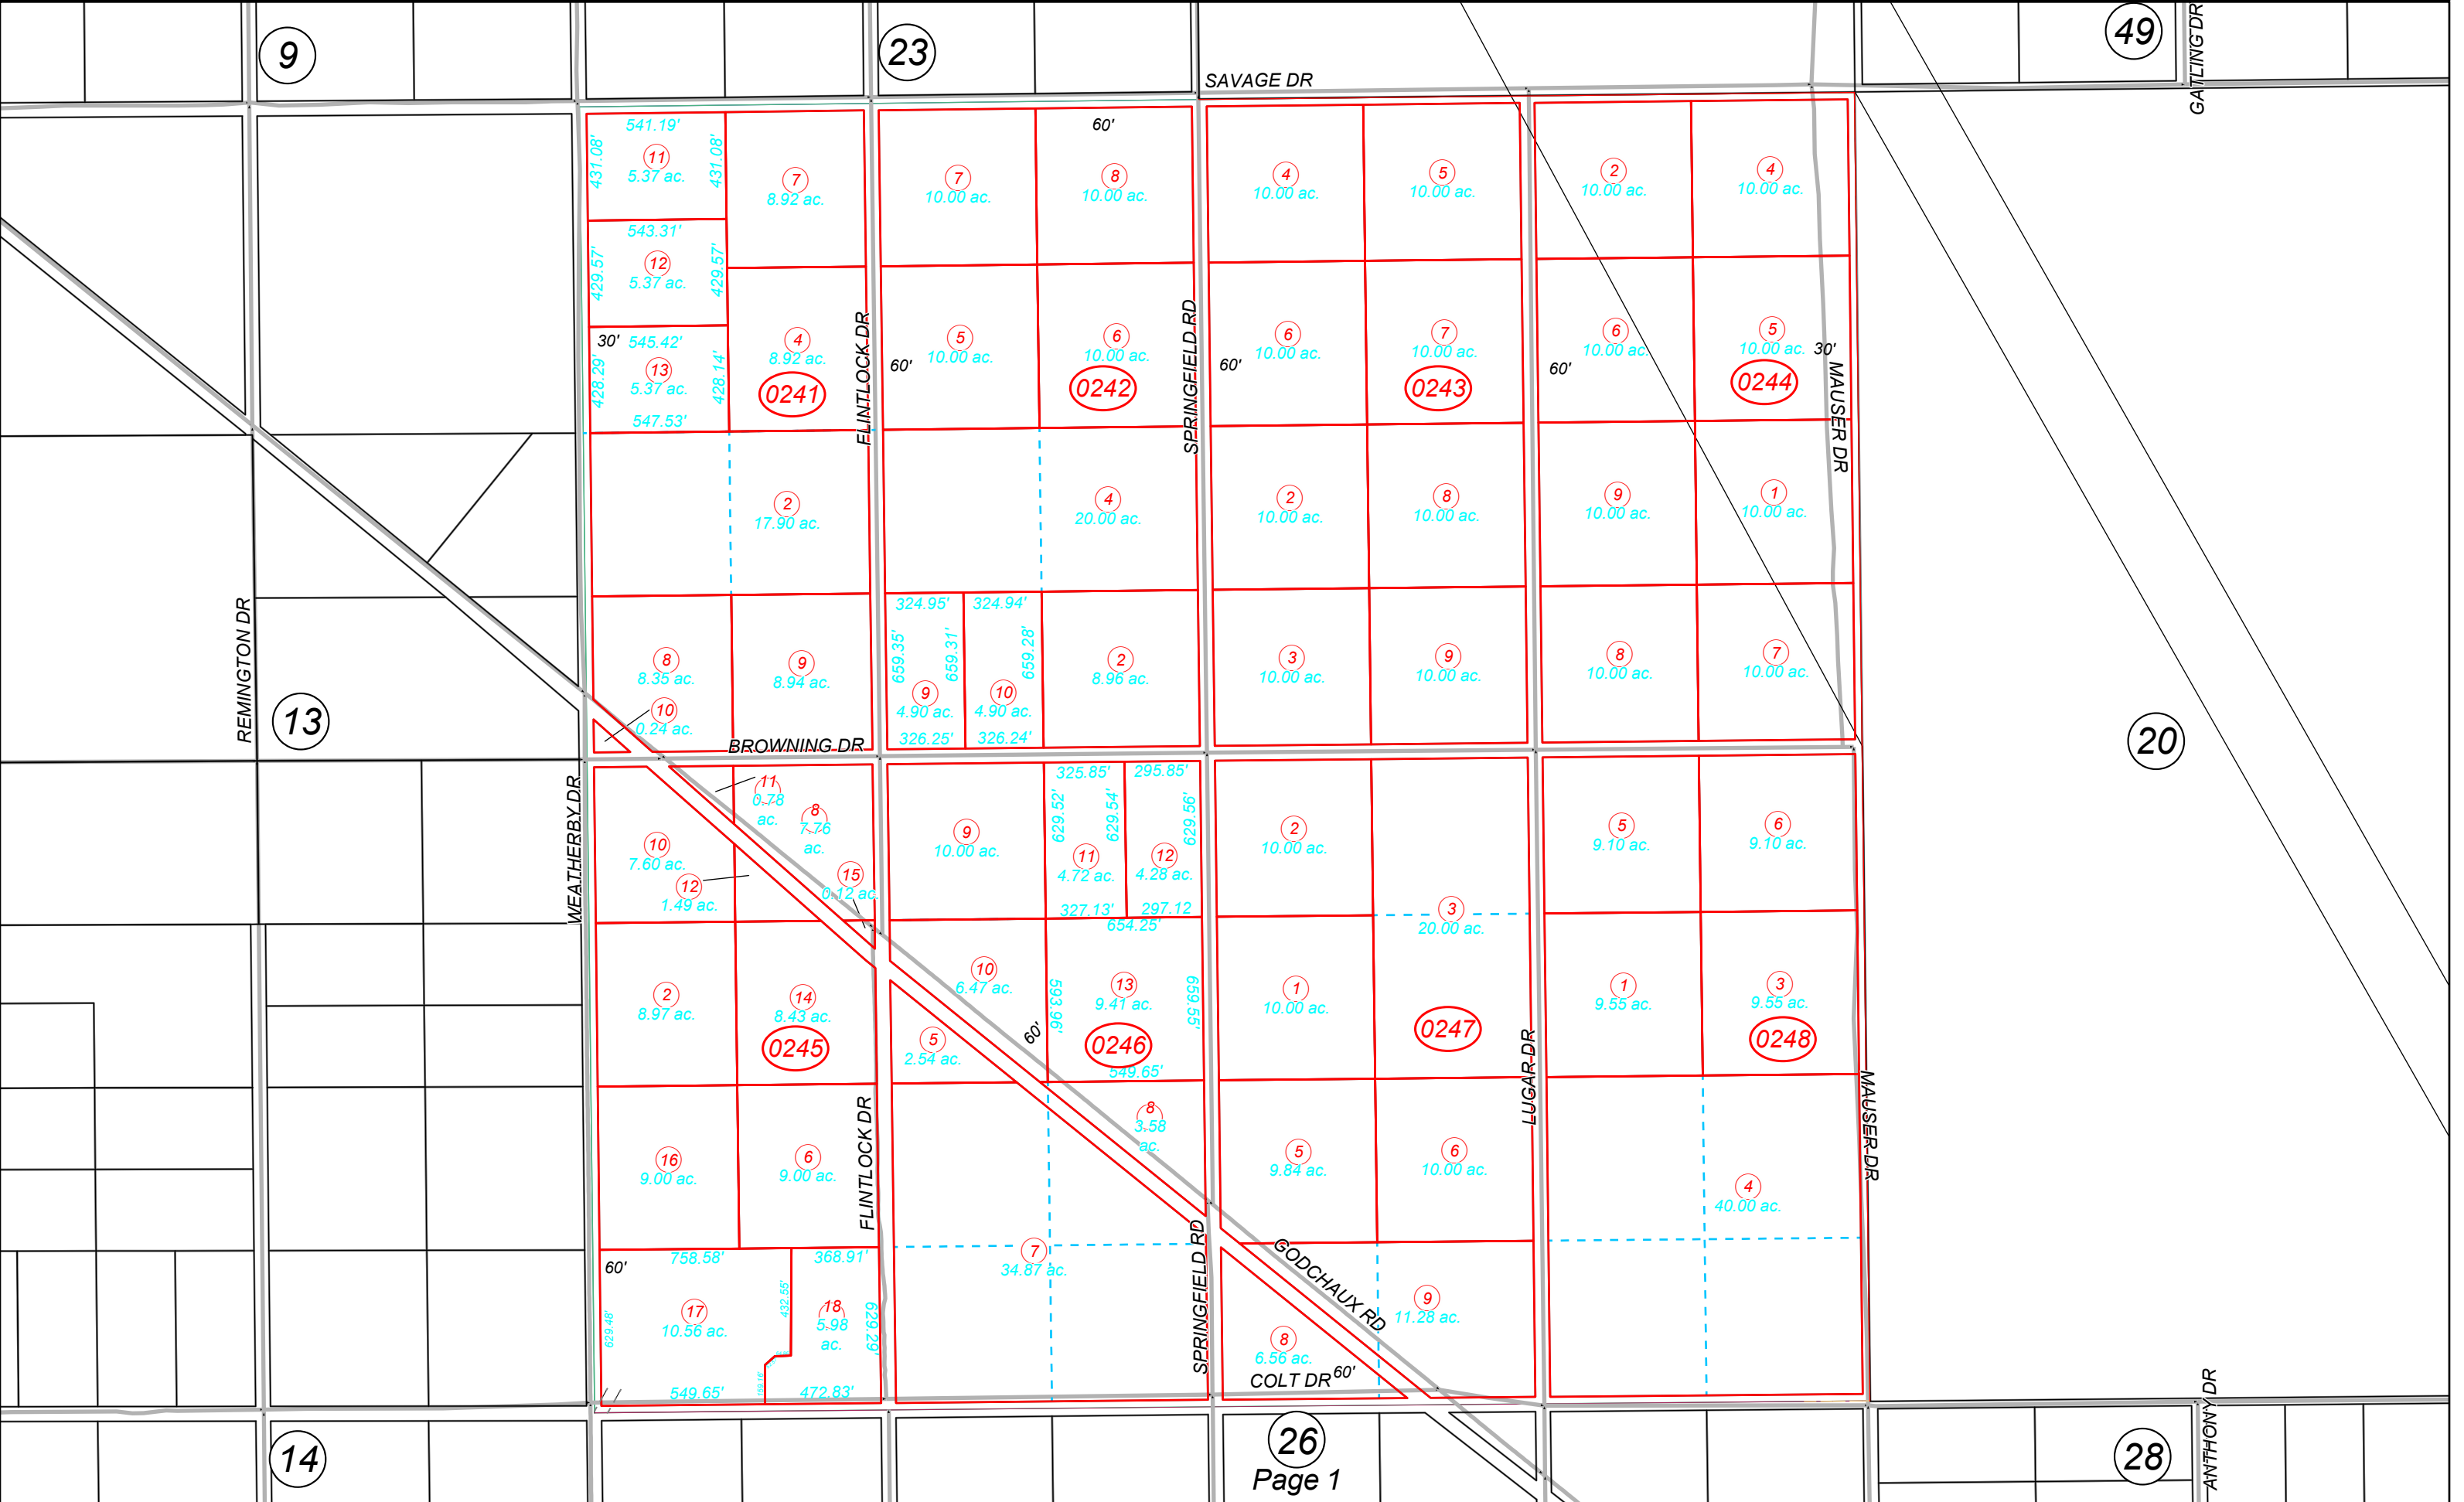 9
23
49
GATLING DR
SAVAGE DR
541.19'
431.08'
11
5.37 ac.
431.08'
7
8.92 ac.
543.31'
429.57'
12
5.37 ac.
429.57'
30'
545.42'
428.29'
13
5.37 ac.
428.14'
547.53'
4
8.92 ac.
0241
FLINTLOCK DR
2
17.90 ac.
8
8.35 ac.
9
8.94 ac.
10
0.24 ac.
60'
7
10.00 ac.
8
10.00 ac.
5
10.00 ac.
60'
6
10.00 ac.
0242
SPRINGFIELD RD
4
20.00 ac.
324.95'
324.94'
659.35'
659.31'
659.28'
9
4.90 ac.
10
4.90 ac.
326.25'
326.24'
2
8.96 ac.
4
10.00 ac.
5
10.00 ac.
6
10.00 ac.
60'
7
10.00 ac.
0243
2
10.00 ac.
8
10.00 ac.
3
10.00 ac.
9
10.00 ac.
2
10.00 ac.
4
10.00 ac.
6
10.00 ac.
60'
5
10.00 ac.
30'
0244
MAUSER DR
9
10.00 ac.
1
10.00 ac.
8
10.00 ac.
7
10.00 ac.
REMINGTON DR
13
20
BROWNING DR
WEATHERBY DR
11
0.78
ac.
8
7.76
ac.
10
7.60 ac.
12
1.49 ac.
15
0.12 ac.
2
8.97 ac.
14
8.43 ac.
0245
16
9.00 ac.
6
9.00 ac.
FLINTLOCK DR
60'
758.58'
368.91'
629.48'
17
10.56 ac.
432.55'
18
5.98
ac.
629.29'
549.65'
472.83'
9
10.00 ac.
325.85'
295.85'
629.52'
629.54'
629.56'
11
4.72 ac.
12
4.28 ac.
327.13'
297.12
654.25'
10
6.47 ac.
593.96'
13
9.41 ac.
659.55'
60'
5
2.54 ac.
0246
549.65'
8
3.58
ac.
7
34.87 ac.
SPRINGFIELD RD
2
10.00 ac.
3
20.00 ac.
1
10.00 ac.
0247
LUGAR DR
5
9.84 ac.
6
10.00 ac.
GODCHAUX RD
9
11.28 ac.
8
6.56 ac.
COLT DR
60'
5
9.10 ac.
6
9.10 ac.
1
9.55 ac.
3
9.55 ac.
0248
MAUSER DR
4
40.00 ac.
ANTHONY DR
14
26
Page 1
28